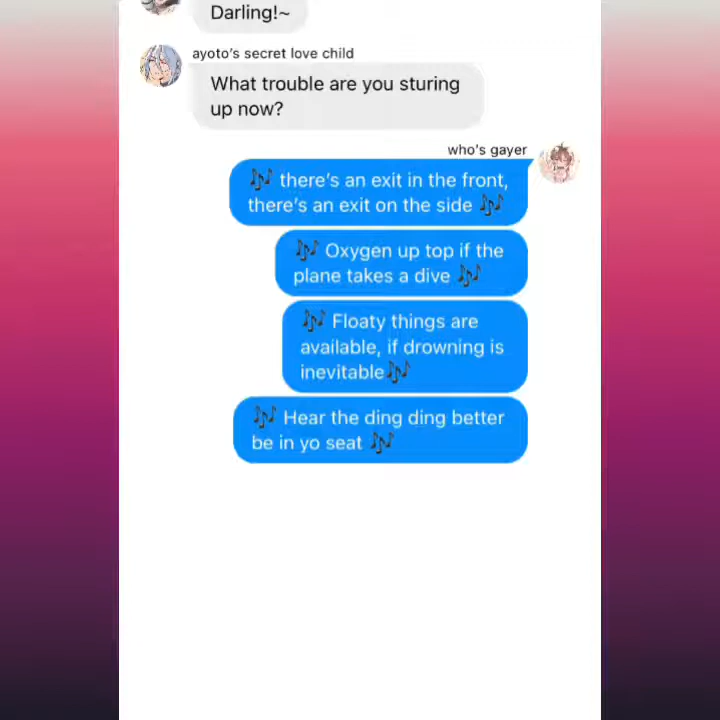 Darling!~
ayoto's secret love child
What trouble are you sturing
up now?
who's gayer
🎶 there's an exit in the front,
there's an exit on the side 🎶
🎶 Oxygen up top if the
plane takes a dive 🎶
🎶 Floaty things are
available, if drowning is
inevitable🎶
🎶 Hear the ding ding better
be in yo seat 🎶